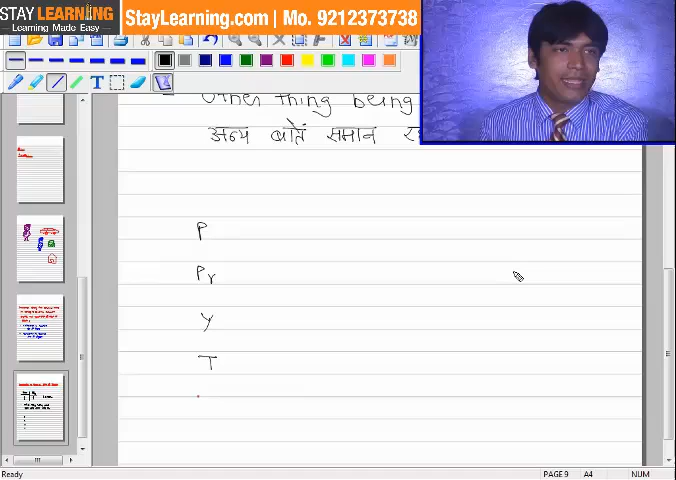 STAY LEARNING
Learning Made Easy
StayLearning.com | Mo. 9212373738
Other thing being
अन्य बातें समान
P
Pr
Y
T
Ready
PAGE 9
A4
NUM